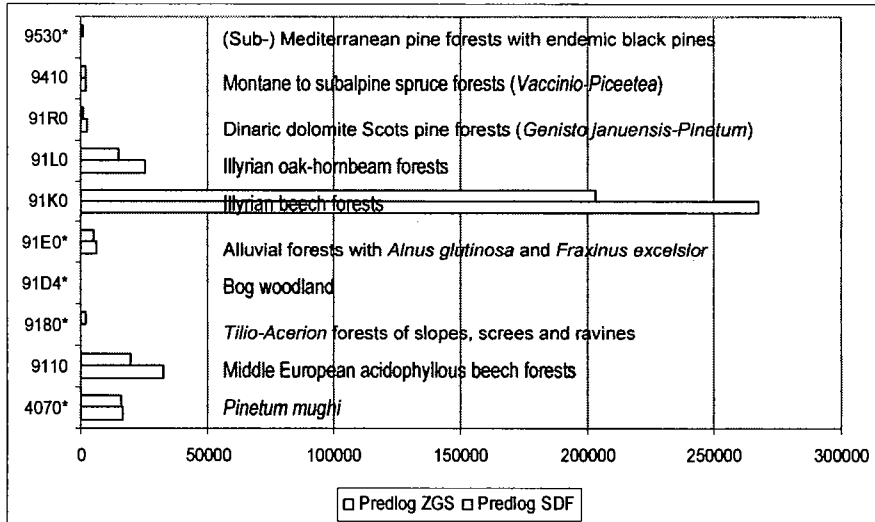 9530* (Sub-) Mediterranean pine forests with endemic black pines
9410 Montane to subalpine spruce forests (Vaccinio-Piceetea)
91R0 Dinaric dolomite Scots pine forests (Genisto januensis-Pinetum)
91L0 Illyrian oak-hornbeam forests
91K0 Illyrian beech forests
91E0* Alluvial forests with Alnus glutinosa and Fraxinus excelsior
91D4* Bog woodland
9180* Tilio-Acerion forests of slopes, screes and ravines
9110 Middle European acidophyllous beech forests
4070* Pinetum mughi
0 50000 100000 150000 200000 250000 300000
Predlog ZGS Predlog SDF